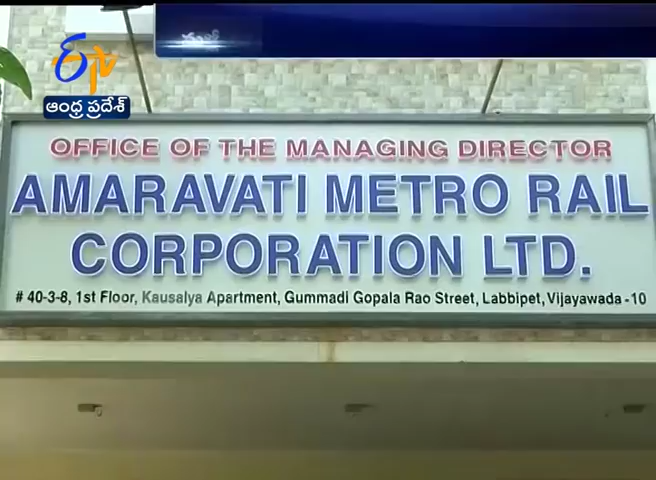 etv
ఆంధ్ర ప్రదేశ్
OFFICE OF THE MANAGING DIRECTOR
AMARAVATI METRO RAIL
CORPORATION LTD.
# 40-3-8, 1st Floor, Kausalya Apartment, Gummadi Gopala Rao Street, Labbipet, Vijayawada - 10